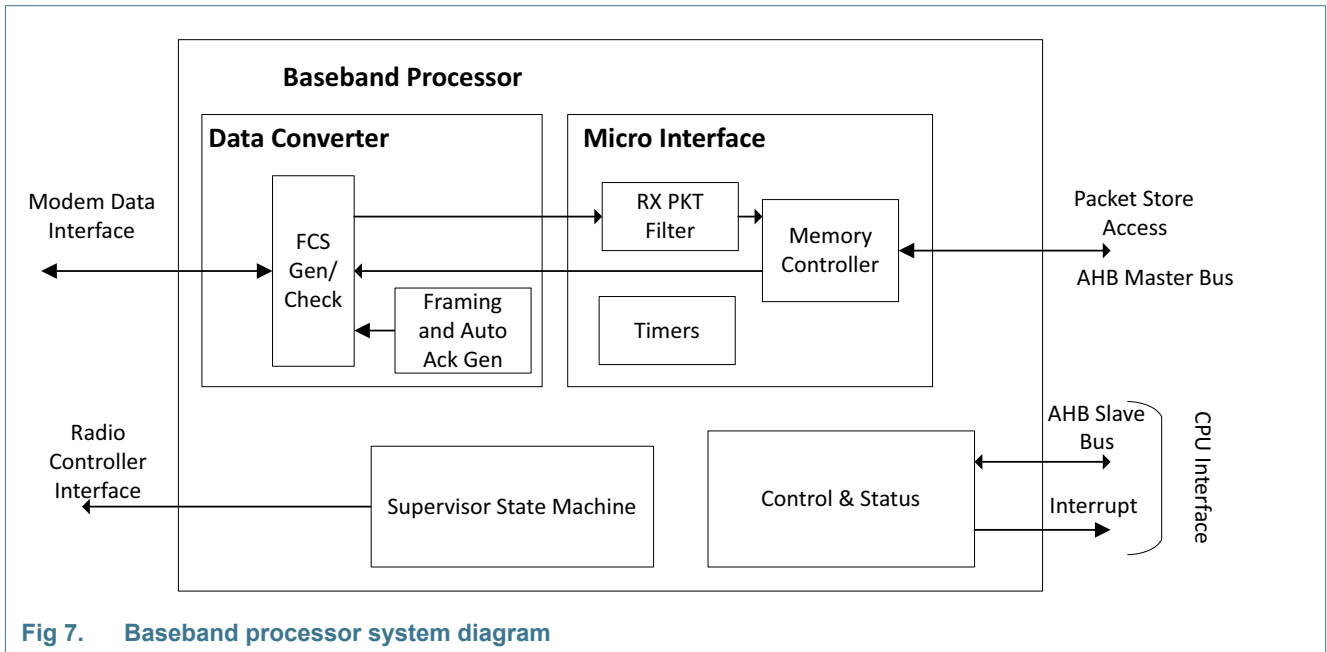 Baseband Processor
Data Converter
Micro Interface
Modem Data
Interface
FCS
Gen/
Check
Framing
and Auto
Ack Gen
RX PKT
Filter
Memory
Controller
Timers
Packet Store
Access
AHB Master Bus
Radio
Controller
Interface
Supervisor State Machine
Control & Status
AHB Slave
Bus
Interrupt
CPU Interface
Fig 7. Baseband processor system diagram